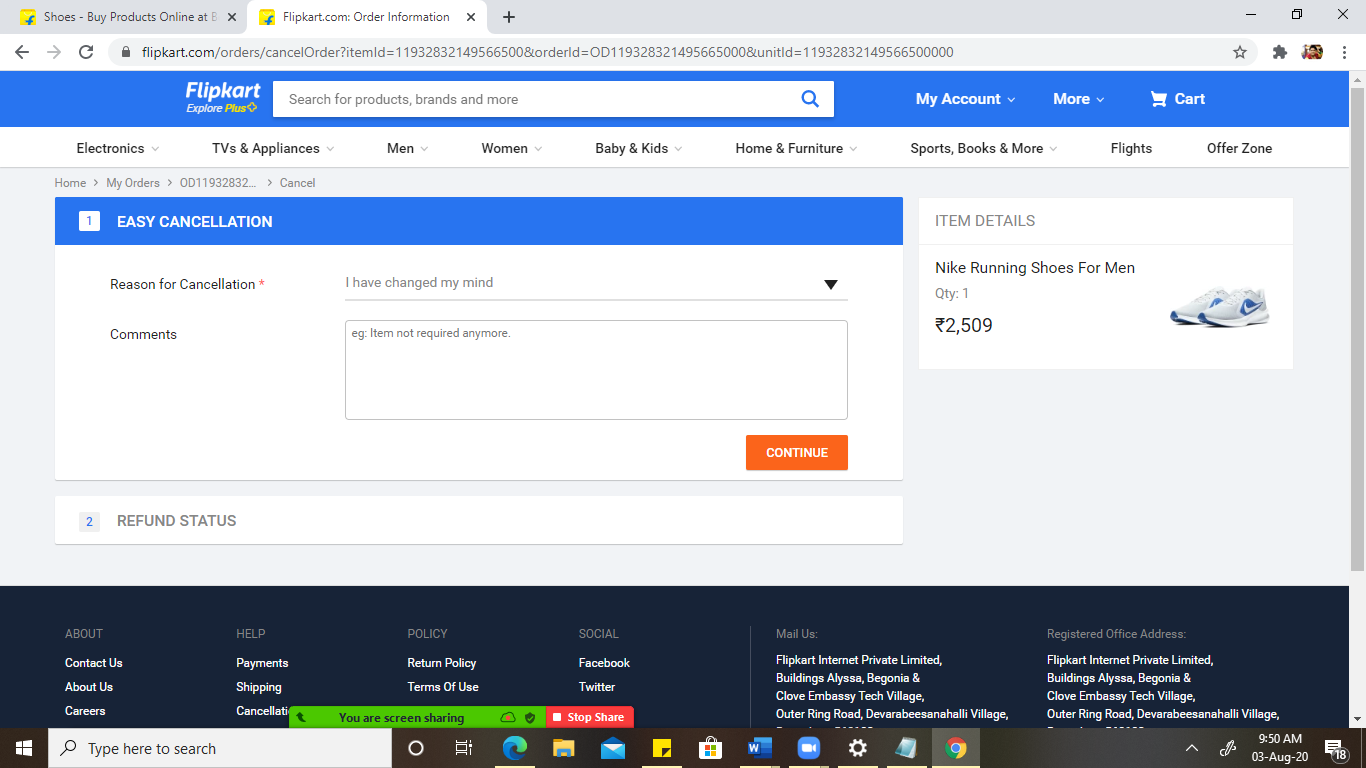 Shoes - Buy Products Online at B
Flipkart.com: Order Information
flipkart.com/orders/cancelOrder?itemId=11932832149566500&orderId=OD119328321495665000&unitId=11932832149566500000
Flipkart
Explore Plus
Search for products, brands and more
My Account
More
Cart
Electronics
TVs & Appliances
Men
Women
Baby & Kids
Home & Furniture
Sports, Books & More
Flights
Offer Zone
Home > My Orders > OD11932832... > Cancel
1 EASY CANCELLATION
Reason for Cancellation *
I have changed my mind
Comments
eg: Item not required anymore.
CONTINUE
2 REFUND STATUS
ITEM DETAILS
Nike Running Shoes For Men
Qty: 1
₹2,509
ABOUT
Contact Us
About Us
Careers
HELP
Payments
Shipping
Cancellati
POLICY
Return Policy
Terms Of Use
SOCIAL
Facebook
Twitter
Mail Us:
Flipkart Internet Private Limited,
Buildings Alyssa, Begonia &
Clove Embassy Tech Village,
Outer Ring Road, Devarabeesanahalli Village,
Registered Office Address:
Flipkart Internet Private Limited,
Buildings Alyssa, Begonia &
Clove Embassy Tech Village,
Outer Ring Road, Devarabeesanahalli Village,
You are screen sharing
Stop Share
Type here to search
9:50 AM
03-Aug-20
18